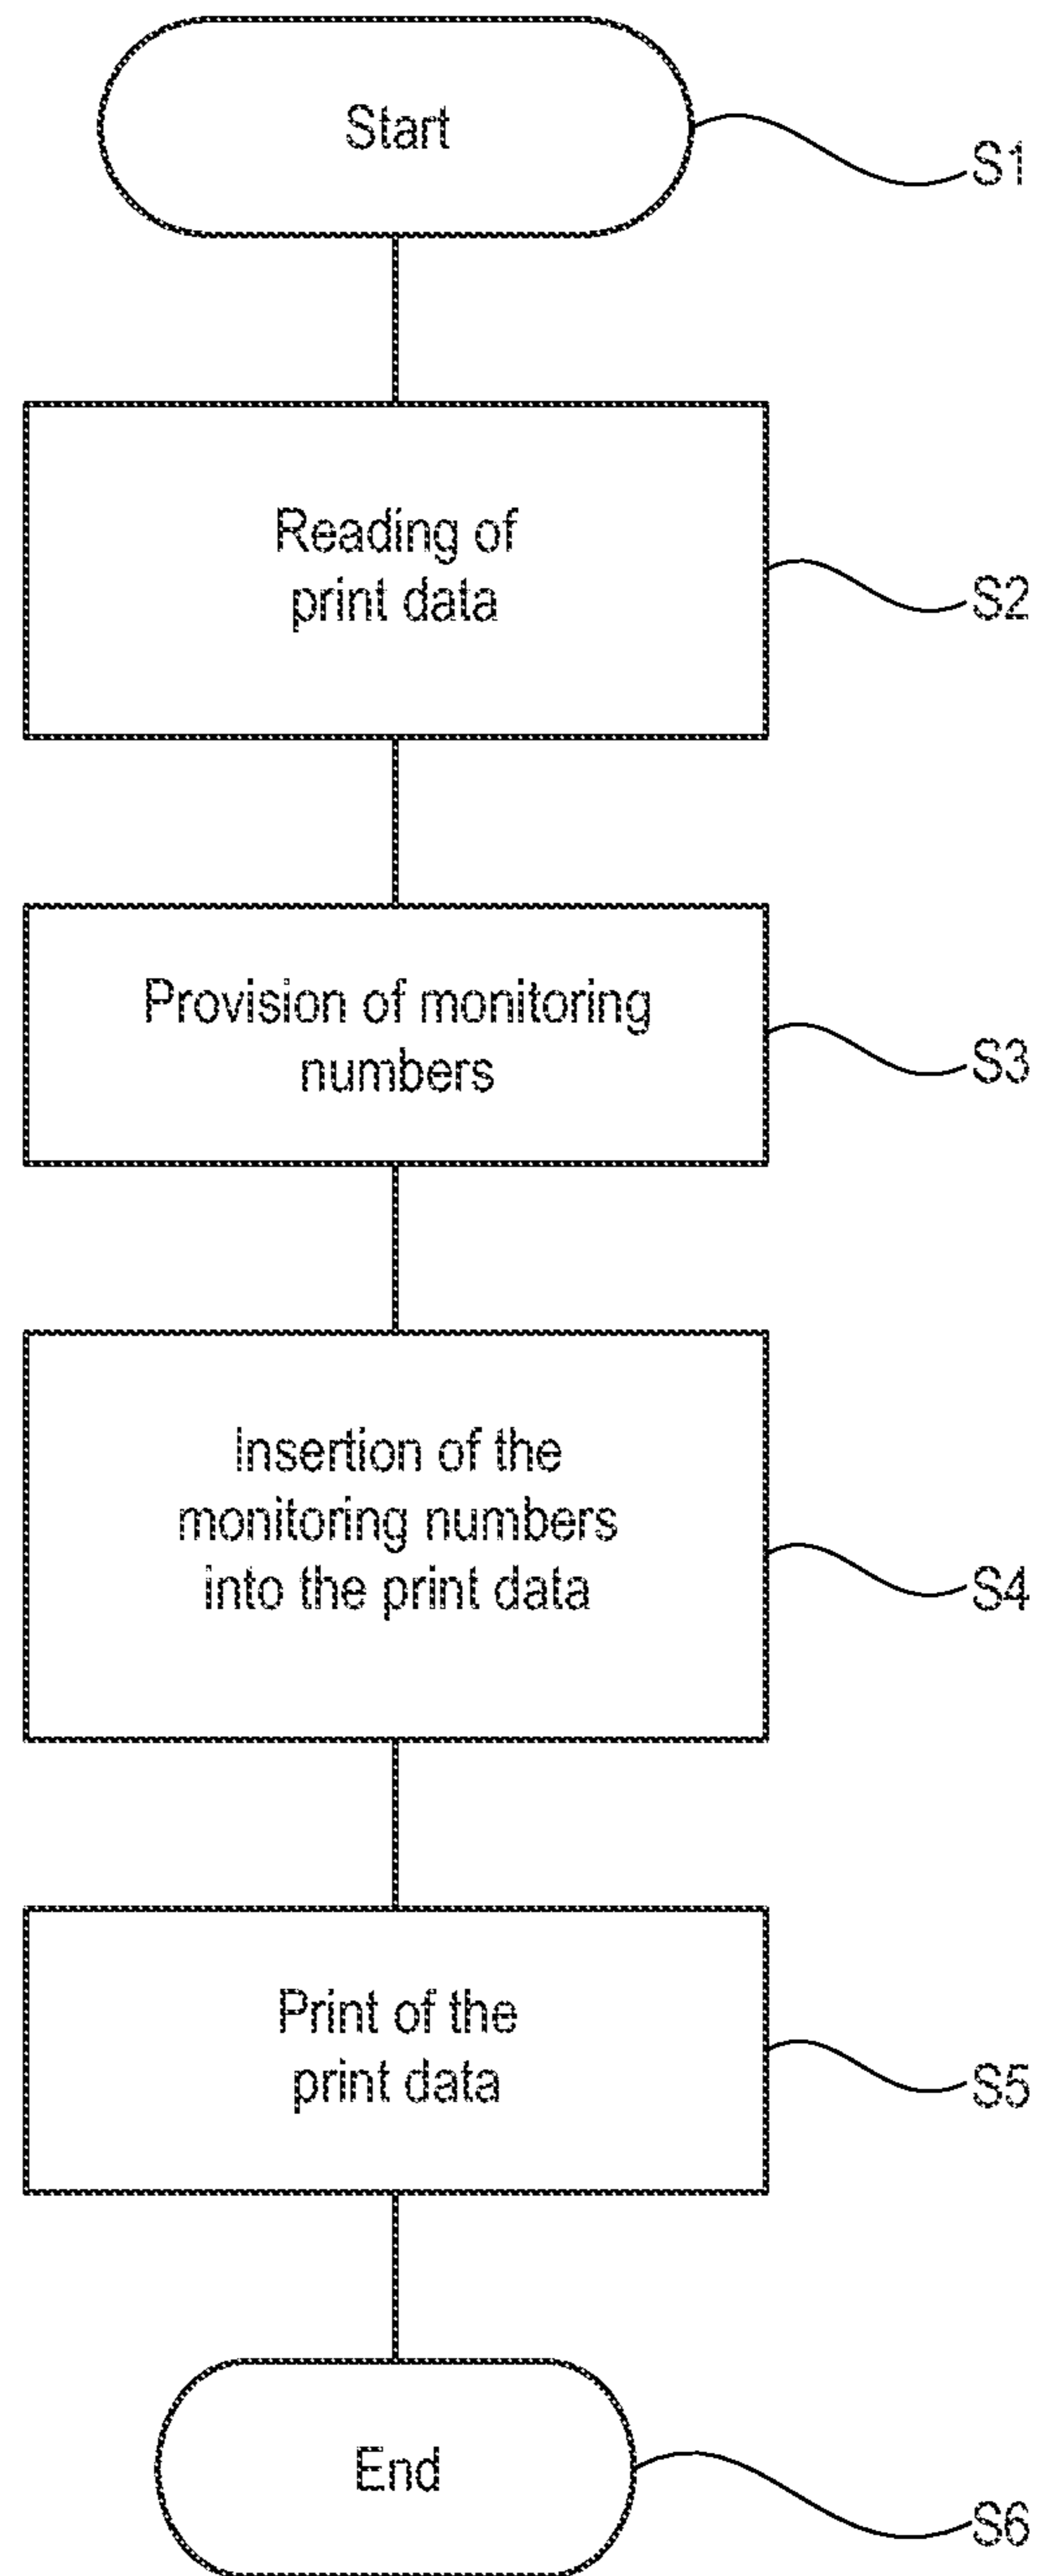 Start
S1
Reading of
print data
S2
Provision of monitoring
numbers
S3
Insertion of the
monitoring numbers
into the print data
S4
Print of the
print data
S5
End
S6